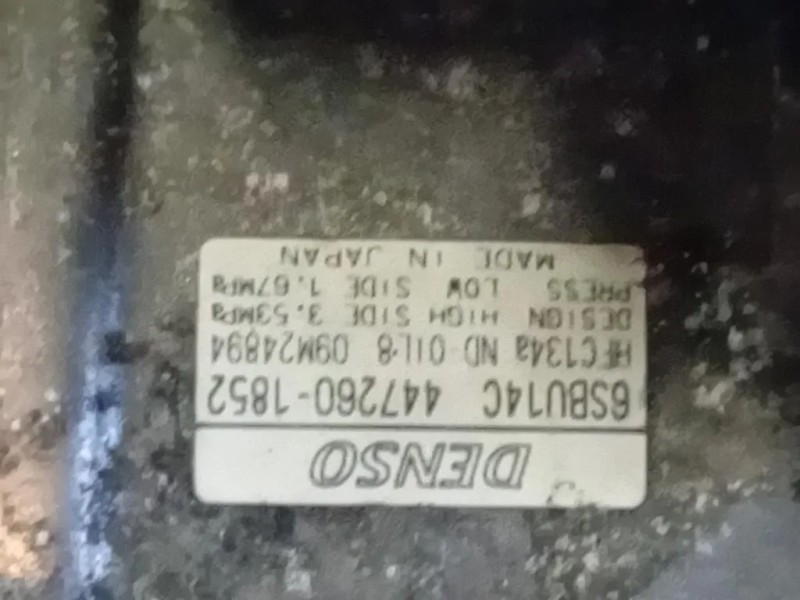 DENSO
6SBU14C 447260-1852
HFC134a ND-OIL8 09M24894
DESIGN HIGH SIDE 3.53MPa
PRESS LOW SIDE 1.67MPa
MADE IN JAPAN